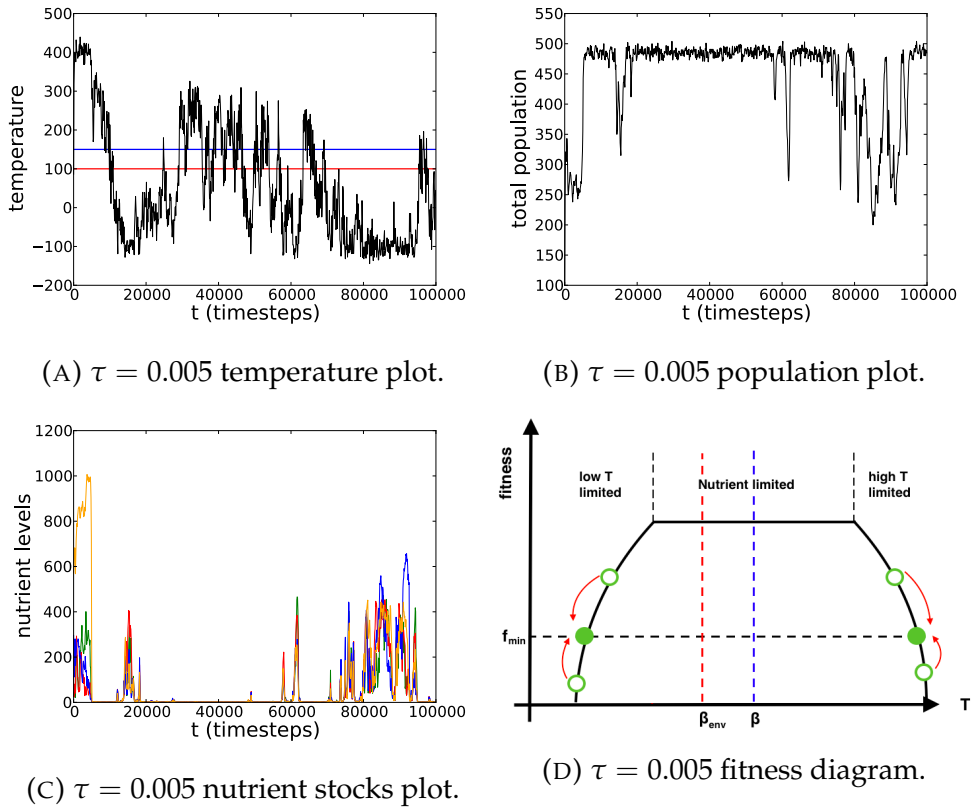 500
400
300
200
100
0
−100
−200
temperature
0
20000
40000
60000
80000
100000
t (timesteps)
(A) τ = 0.005 temperature plot.
550
500
450
400
350
300
250
200
150
100
total population
0
20000
40000
60000
80000
100000
t (timesteps)
(B) τ = 0.005 population plot.
1200
1000
800
600
400
200
0
nutrient levels
0
20000
40000
60000
80000
100000
t (timesteps)
(C) τ = 0.005 nutrient stocks plot.
fitness
low T
limited
Nutrient limited
high T
limited
f_min
β_env
β
T
(D) τ = 0.005 fitness diagram.